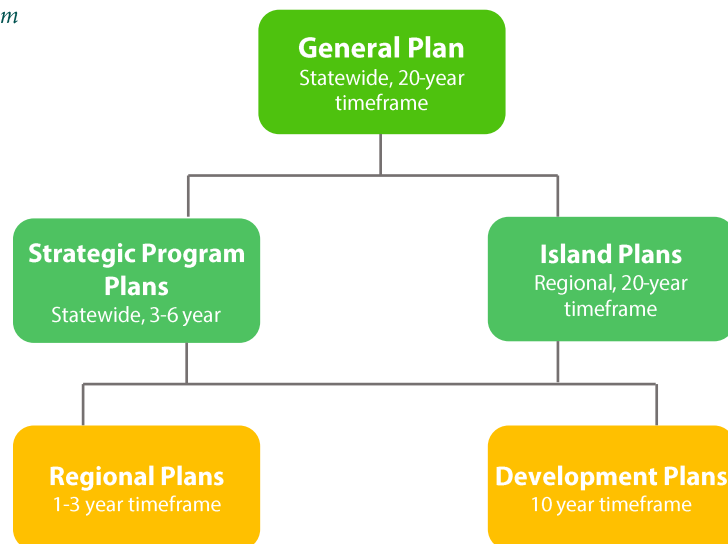 m
General Plan
Statewide, 20-year
timeframe
Strategic Program
Plans
Statewide, 3-6 year
Island Plans
Regional, 20-year
timeframe
Regional Plans
1-3 year timeframe
Development Plans
10 year timeframe